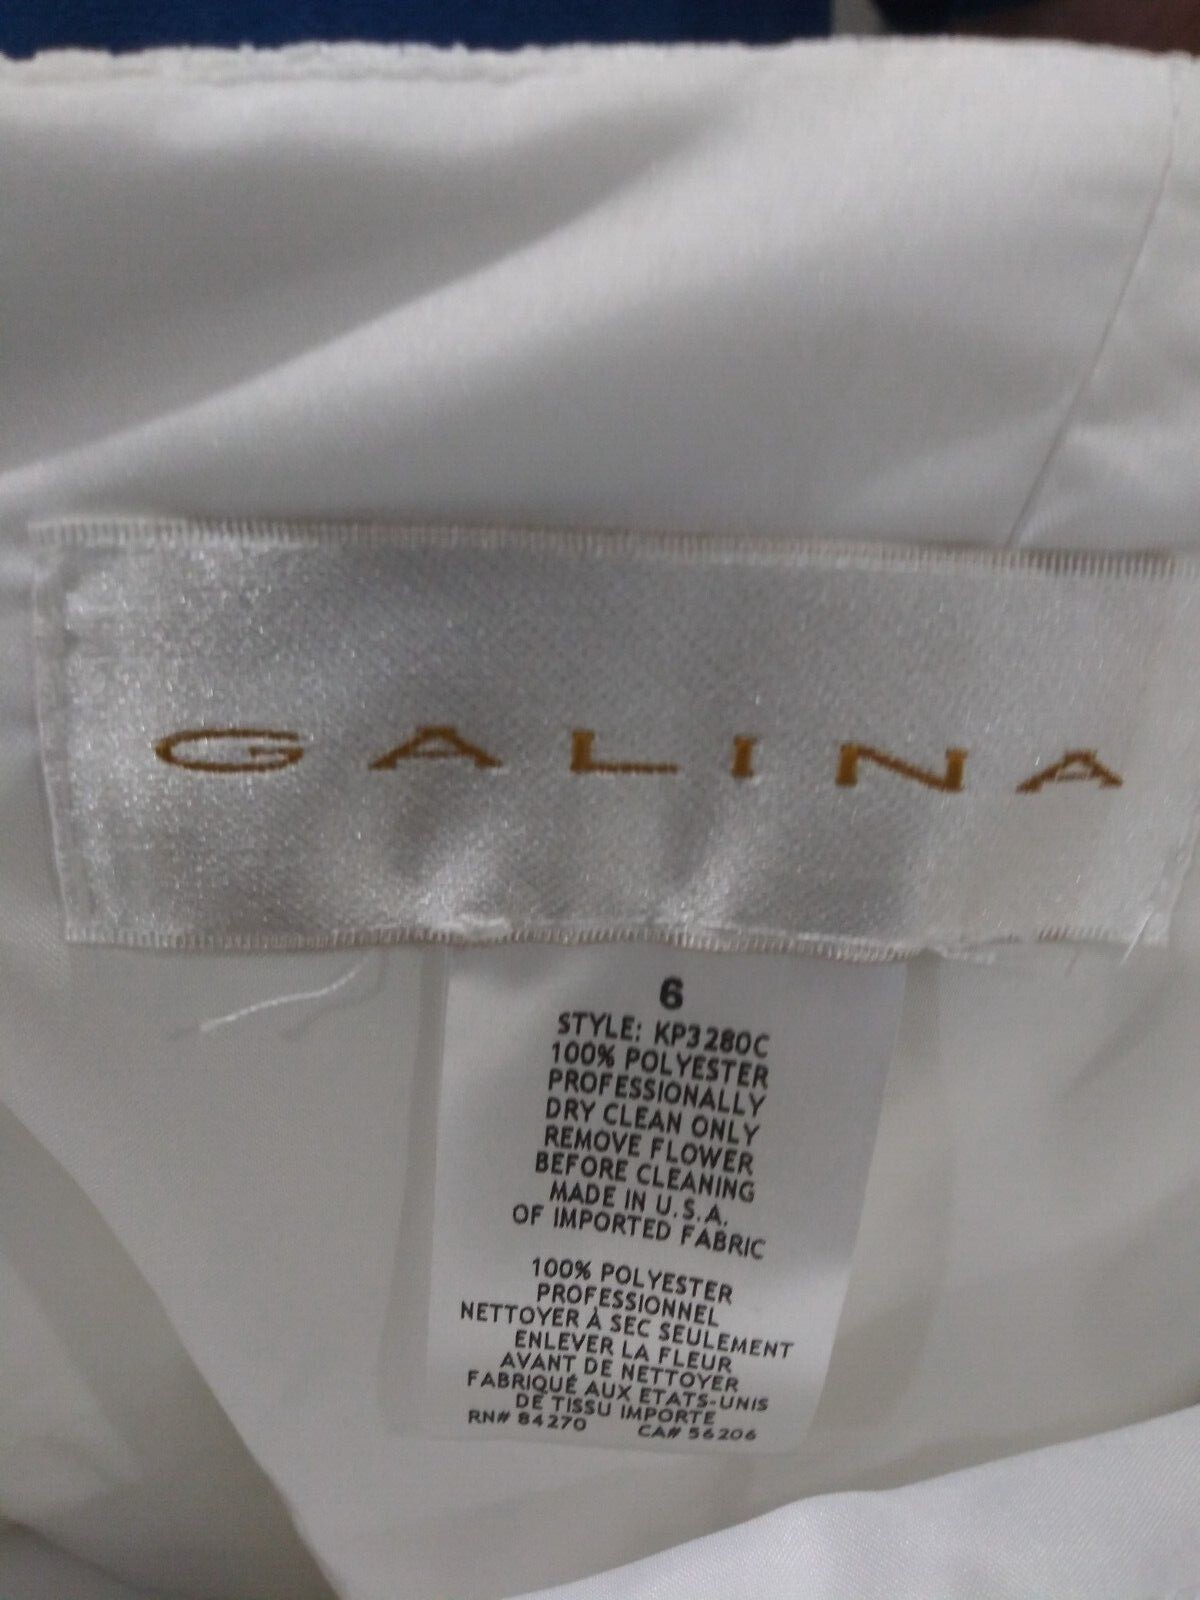 GALINA
6
STYLE: KP3280C
100% POLYESTER
PROFESSIONALLY
DRY CLEAN ONLY
REMOVE FLOWER
BEFORE CLEANING
MADE IN U.S.A.
OF IMPORTED FABRIC
100% POLYESTER
PROFESSIONNEL
NETTOYER À SEC SEULEMENT
ENLEVER LA FLEUR
AVANT DE NETTOYER
FABRIQUÉ AUX ETATS-UNIS
DE TISSU IMPORTE
RN# 84270 CA# 56206